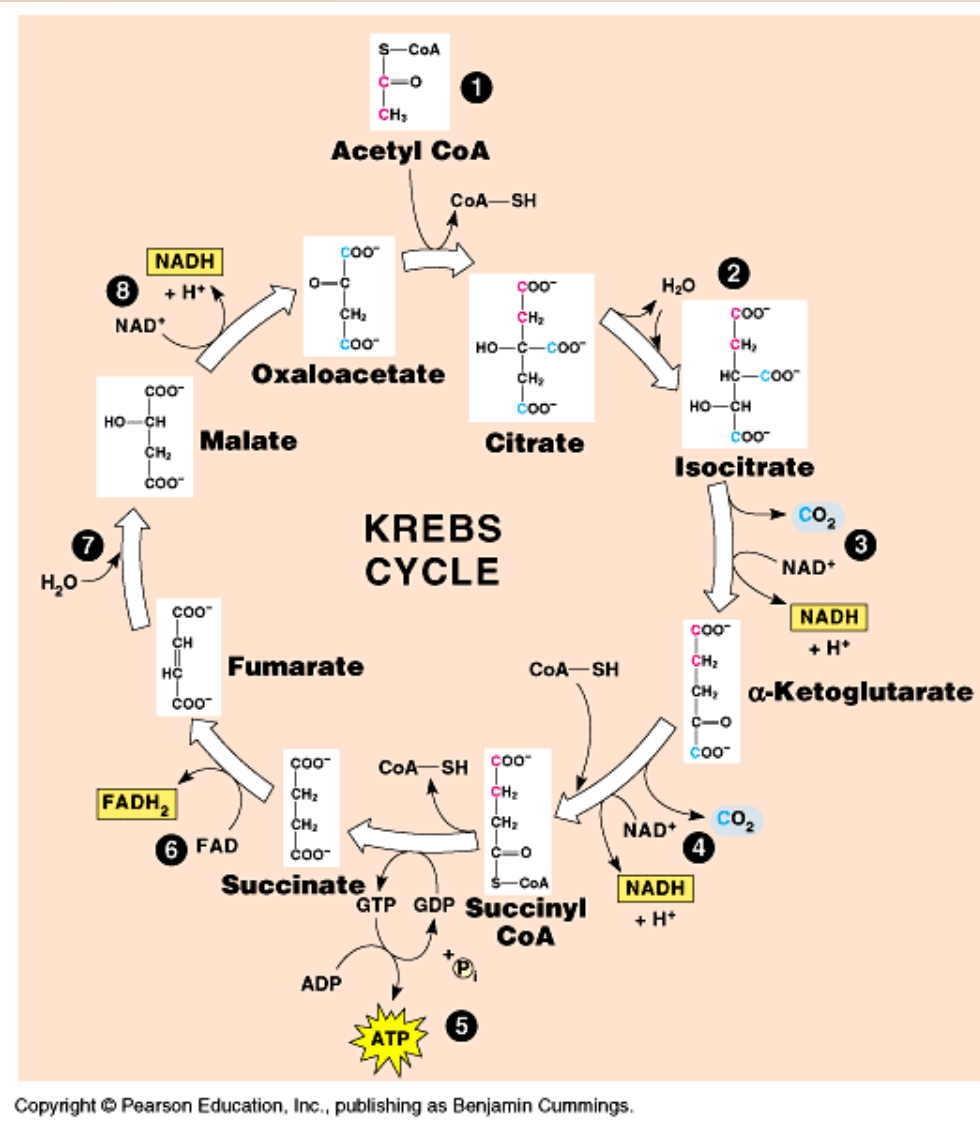 S—CoA
C=O
CH₃
1
Acetyl CoA
CoA—SH
COO⁻
O—C
CH₂
COO⁻
Oxaloacetate
COO⁻
CH₂
HO—C—COO⁻
CH₂
COO⁻
Citrate
H₂O
2
COO⁻
CH₂
HC—COO⁻
HO—CH
COO⁻
Isocitrate
CO₂
3
NAD⁺
NADH
+ H⁺
COO⁻
CH₂
CH₂
C—O
COO⁻
α-Ketoglutarate
CoA—SH
NAD⁺
CO₂
4
NADH
+ H⁺
COO⁻
CH₂
CH₂
C=O
S—CoA
Succinyl
CoA
CoA—SH
GTP
GDP
+ Pi
ADP
ATP
5
COO⁻
CH₂
CH₂
COO⁻
Succinate
FADH₂
6
FAD
COO⁻
CH
HC
COO⁻
Fumarate
7
H₂O
COO⁻
HO—CH
CH₂
COO⁻
Malate
NADH
+ H⁺
8
NAD⁺
KREBS
CYCLE
Copyright © Pearson Education, Inc., publishing as Benjamin Cummings.